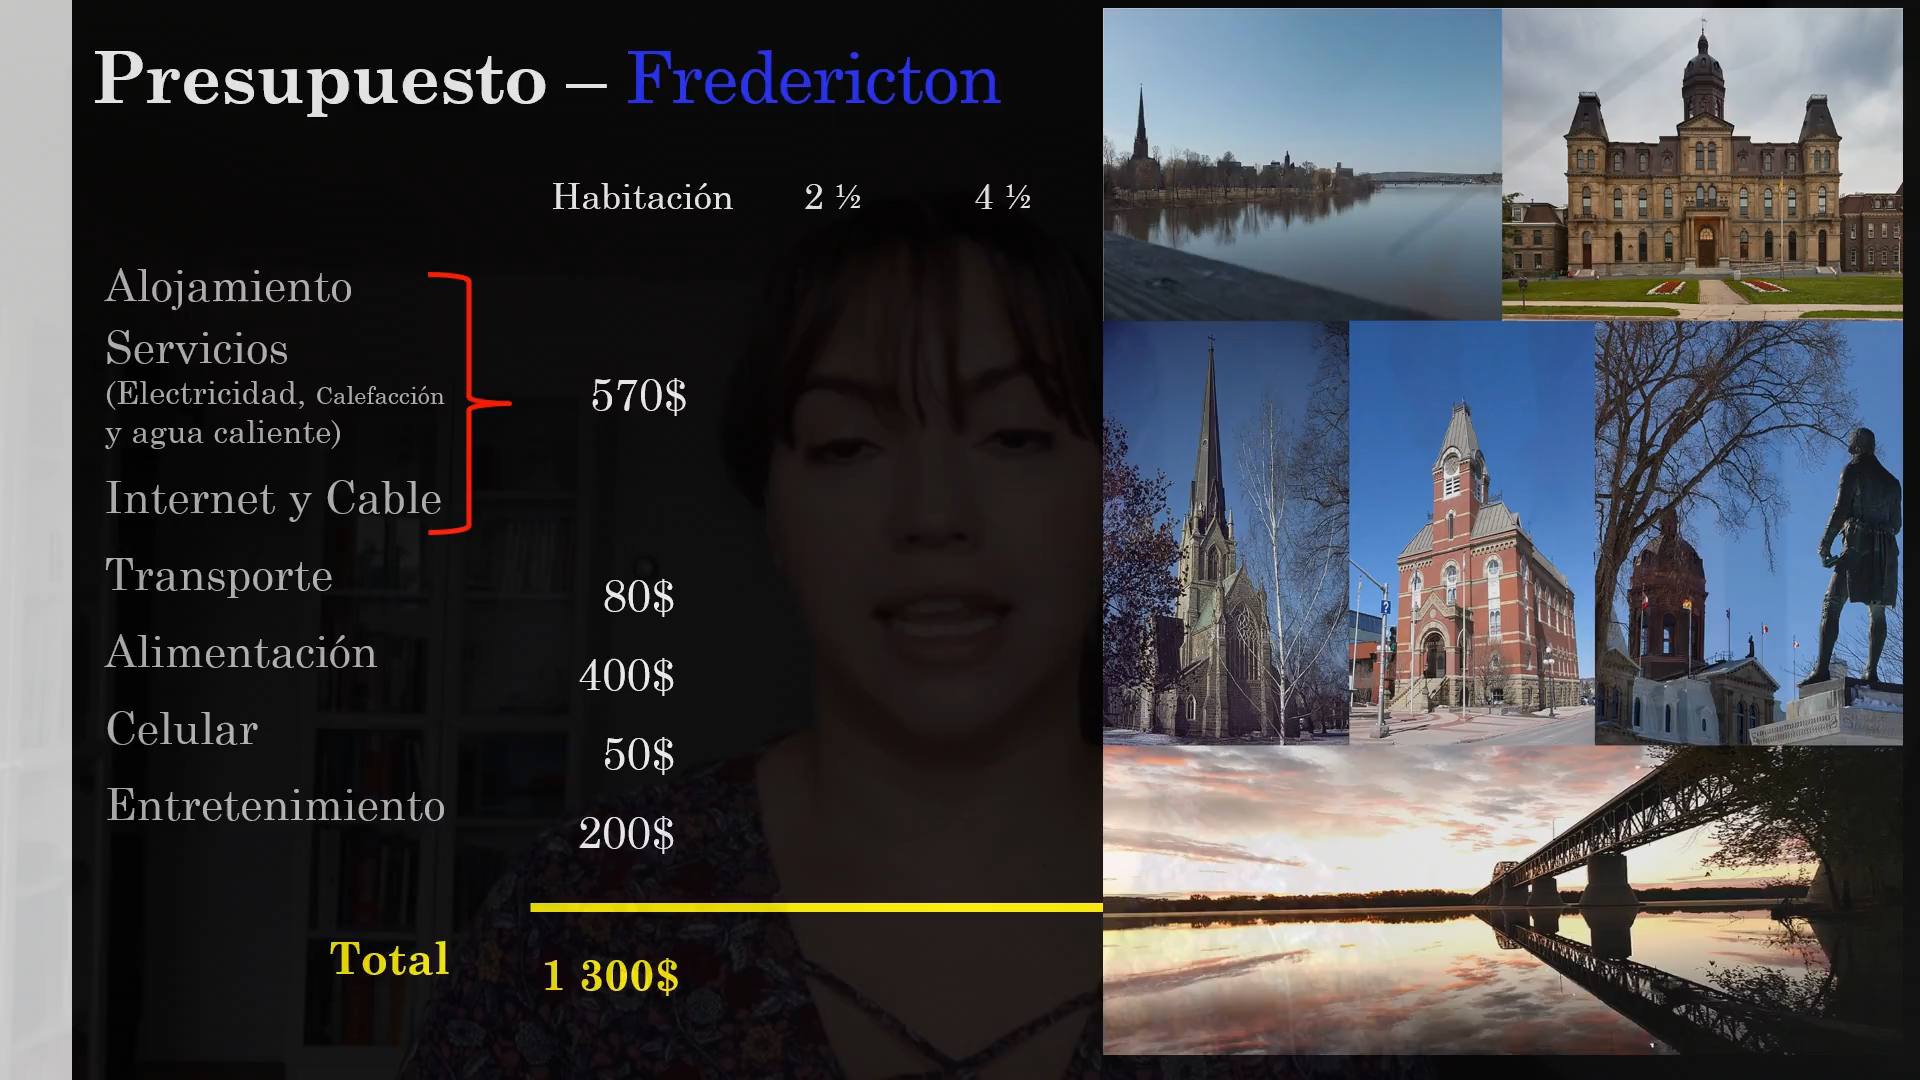 Presupuesto – Fredericton
Habitación 2 ½ 4 ½
Alojamiento
Servicios
(Electricidad, Calefacción
y agua caliente)
570$
Internet y Cable
Transporte
80$
Alimentación
400$
Celular
50$
Entretenimiento
200$
Total 1 300$